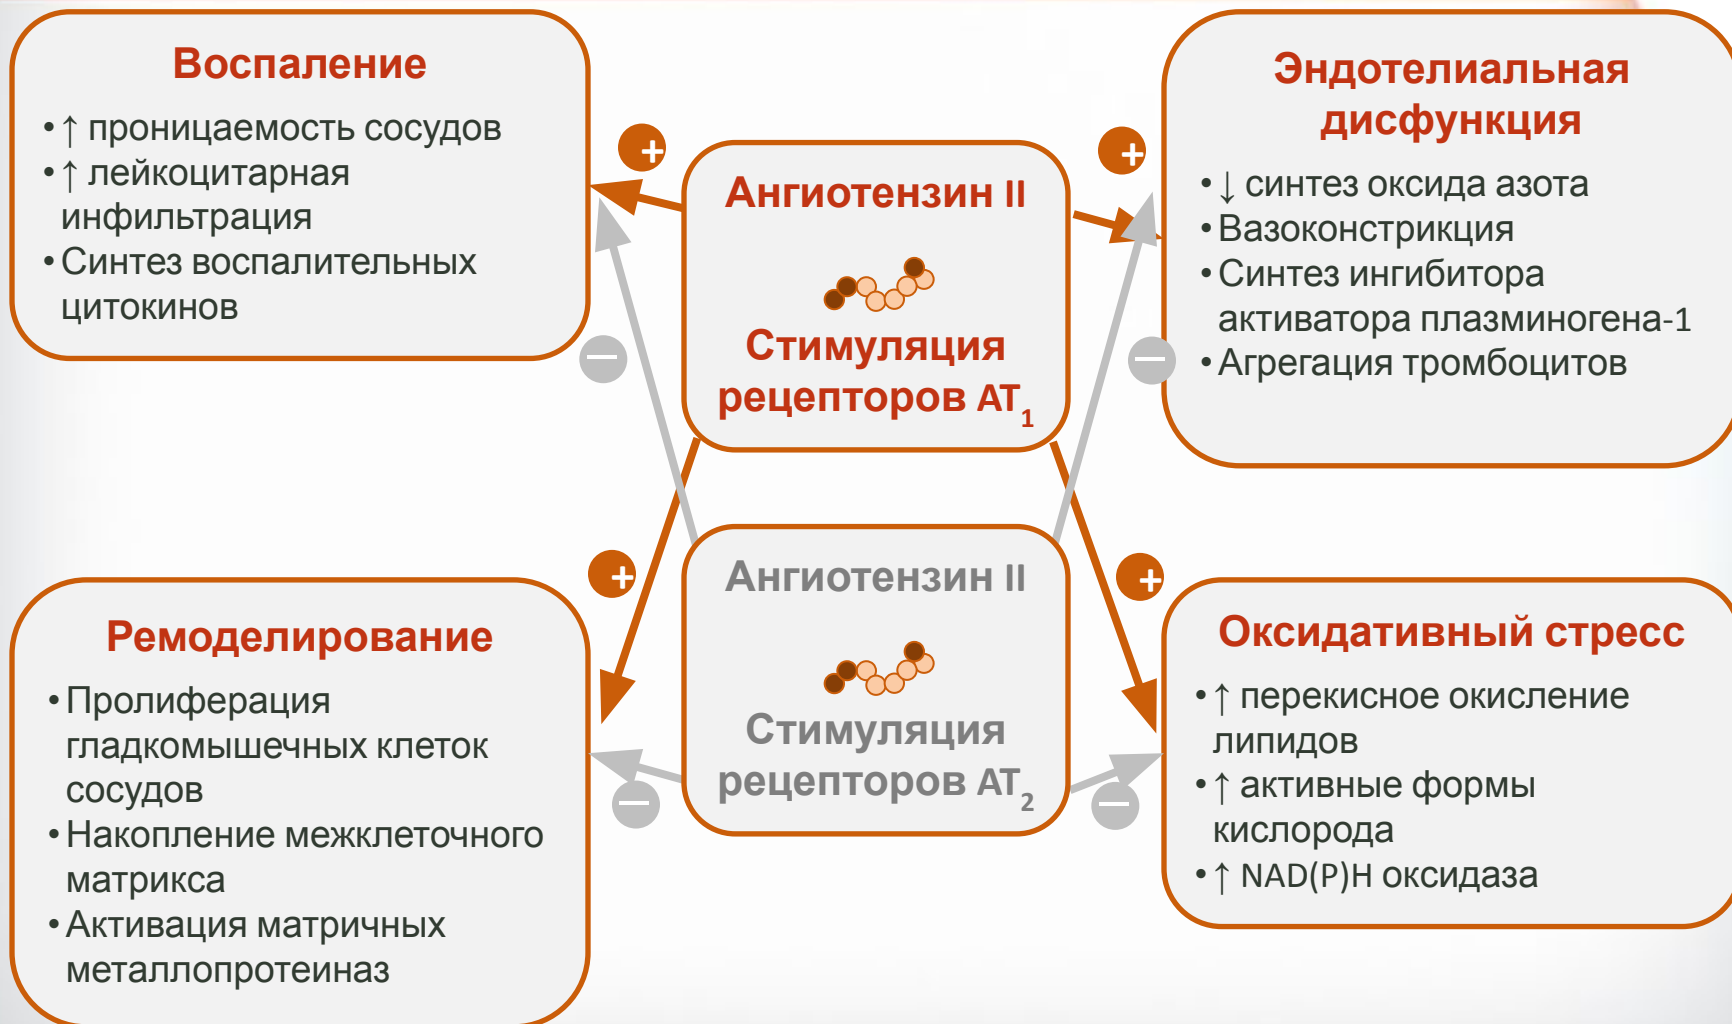 Воспаление
• ↑ проницаемость сосудов
• ↑ лейкоцитарная
инфильтрация
• Синтез воспалительных
цитокинов
+
–
Ангиотензин II
Стимуляция
рецепторов АТ1
+
–
Эндотелиальная
дисфункция
• ↓ синтез оксида азота
• Вазоконстрикция
• Синтез ингибитора
активатора плазминогена-1
• Агрегация тромбоцитов
Ремоделирование
• Пролиферация
гладкомышечных клеток
сосудов
• Накопление межклеточного
матрикса
• Активация матричных
металлопротеиназ
+
–
Ангиотензин II
Стимуляция
рецепторов АТ2
+
–
Оксидативный стресс
• ↑ перекисное окисление
липидов
• ↑ активные формы
кислорода
• ↑ NAD(P)H оксидаза